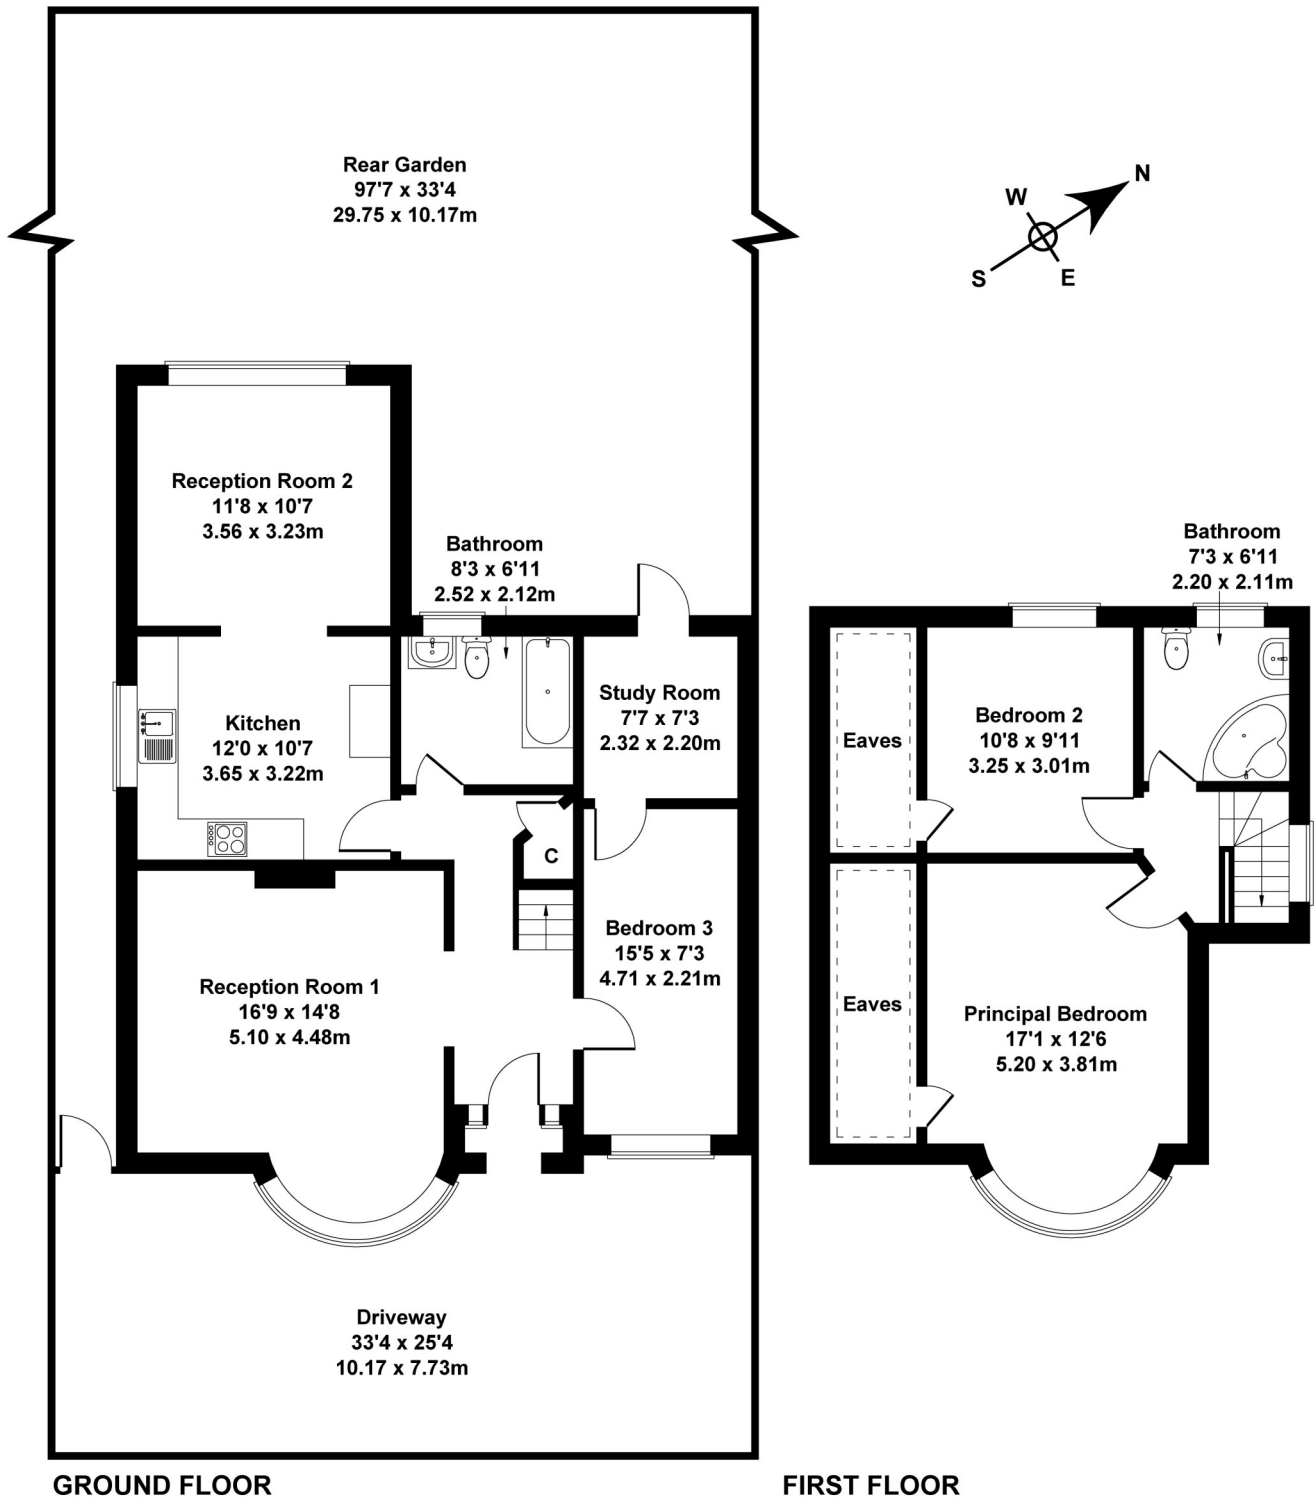 Rear Garden
97'7 x 33'4
29.75 x 10.17m
N
W
S
E
Reception Room 2
11'8 x 10'7
3.56 x 3.23m
Bathroom
8'3 x 6'11
2.52 x 2.12m
Kitchen
12'0 x 10'7
3.65 x 3.22m
Study Room
7'7 x 7'3
2.32 x 2.20m
C
Bedroom 3
15'5 x 7'3
4.71 x 2.21m
Reception Room 1
16'9 x 14'8
5.10 x 4.48m
Driveway
33'4 x 25'4
10.17 x 7.73m
GROUND FLOOR
Bathroom
7'3 x 6'11
2.20 x 2.11m
Eaves
Bedroom 2
10'8 x 9'11
3.25 x 3.01m
Eaves
Principal Bedroom
17'1 x 12'6
5.20 x 3.81m
FIRST FLOOR